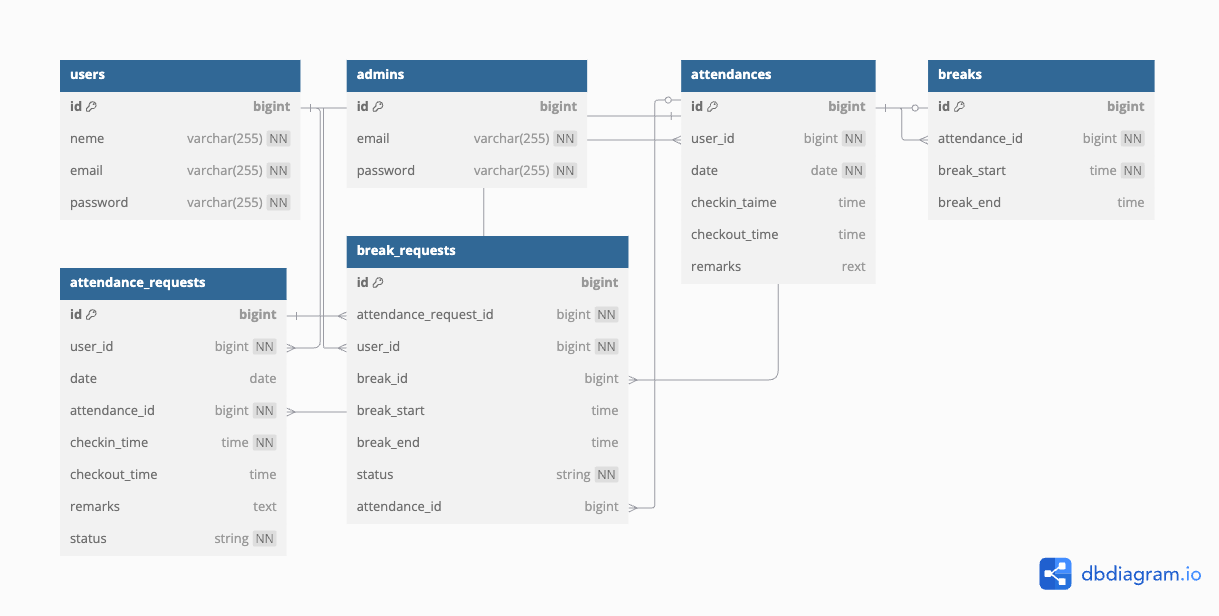 users
id bigint
neme varchar(255) NN
email varchar(255) NN
password varchar(255) NN
admins
id bigint
email varchar(255) NN
password varchar(255) NN
attendances
id bigint
user_id bigint NN
date date NN
checkin_taime time
checkout_time time
remarks rext
breaks
id bigint
attendance_id bigint NN
break_start time NN
break_end time
attendance_requests
id bigint
user_id bigint NN
date date
attendance_id bigint NN
checkin_time time NN
checkout_time time
remarks text
status string NN
break_requests
id bigint
attendance_request_id bigint NN
user_id bigint NN
break_id bigint
break_start time
break_end time
status string NN
attendance_id bigint
dbdiagram.io